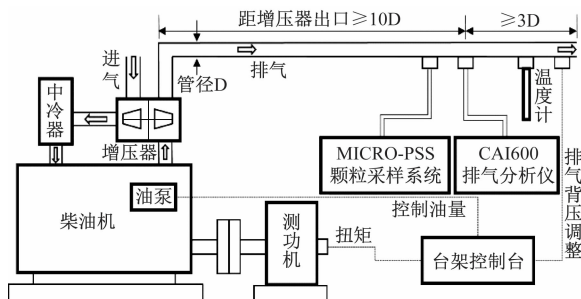 距增压器出口≥10D
≥3D
进气
管径D
排气
中冷器
增压器
温度计
MICRO-PSS
颗粒采样系统
CAI600
排气分析仪
排气背压调整
柴油机
油泵
控制油量
测功机
扭矩
台架控制台